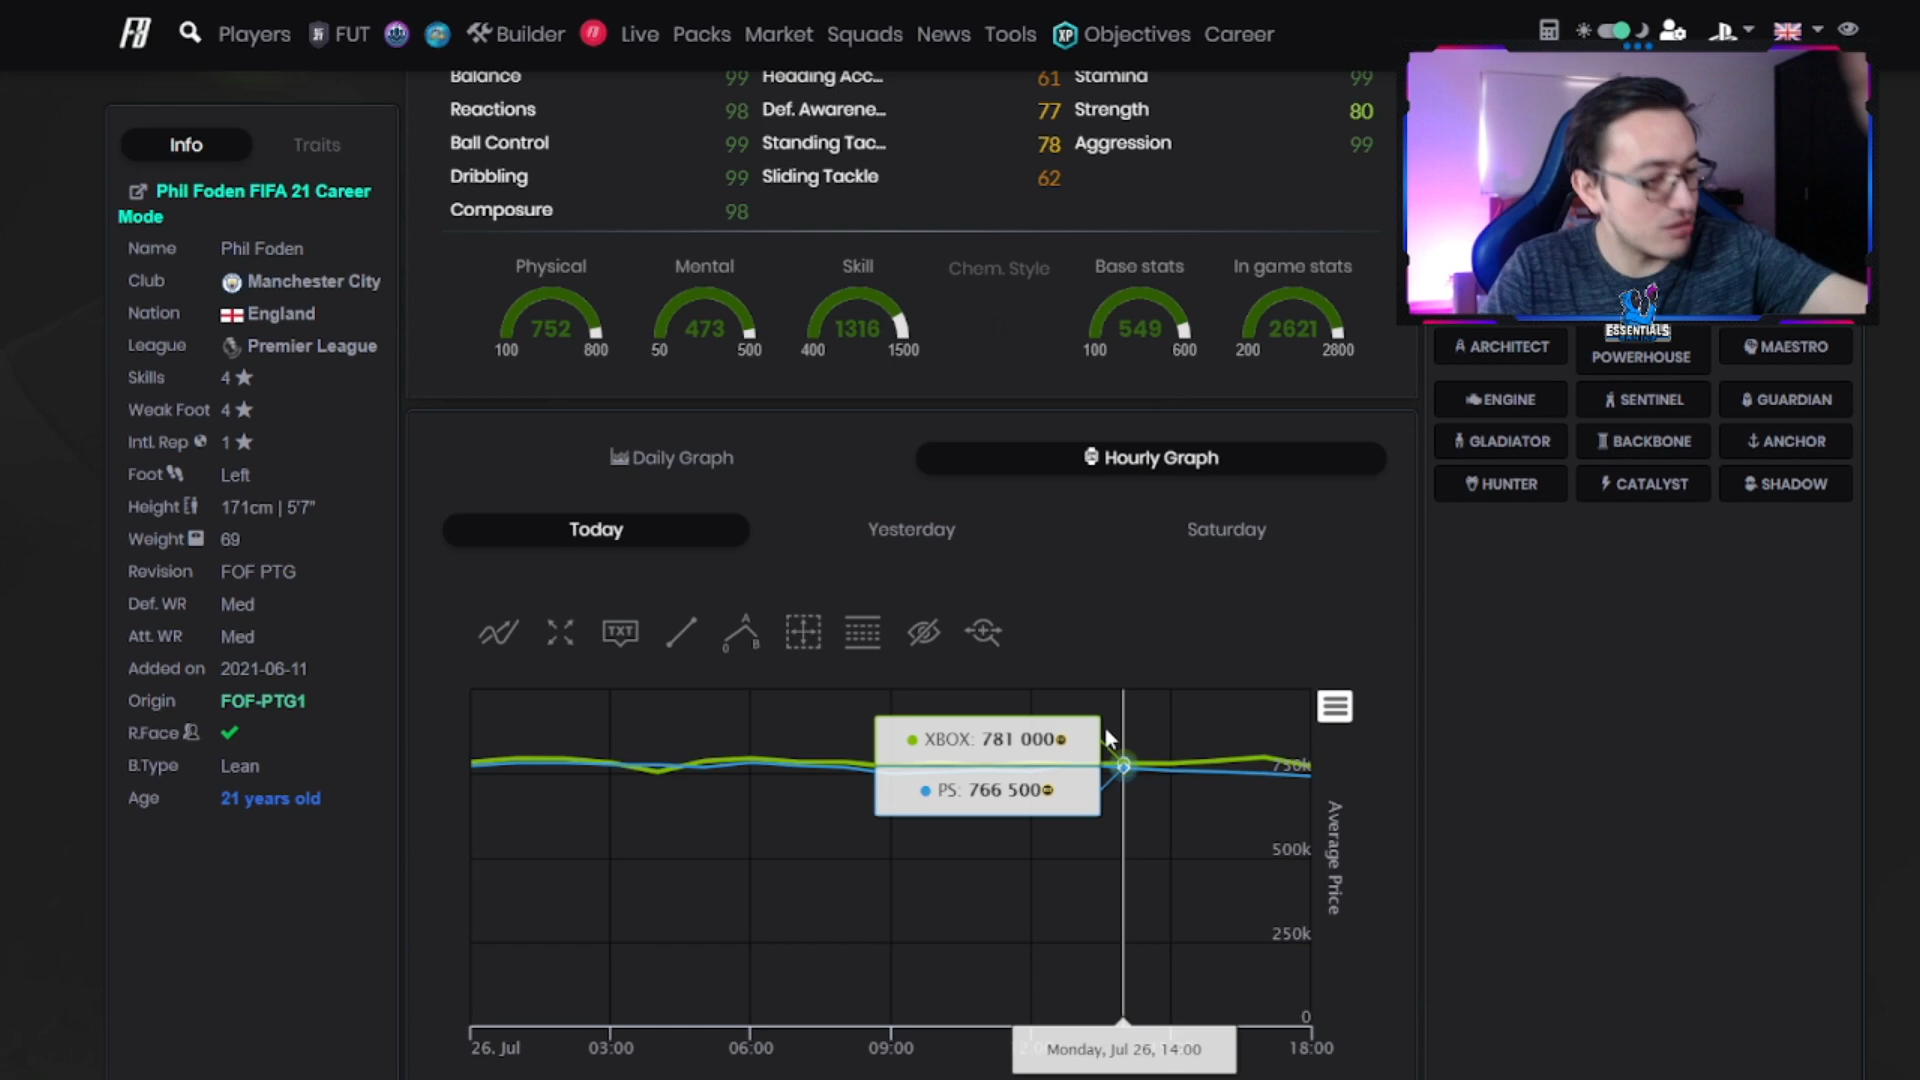 Players FUT Builder Live Packs Market Squads News Tools XP Objectives Career
Info Traits
Phil Foden FIFA 21 Career
Mode
Name Phil Foden
Club Manchester City
Nation England
League Premier League
Skills 4
Weak Foot 4
Intl. Rep 1
Foot Left
Height 171cm | 5'7"
Weight 69
Revision FOF PTG
Def. WR Med
Att. WR Med
Added on 2021-06-11
Origin FOF-PTG1
R.Face
B.Type Lean
Age 21 years old
Balance 99 Heading Acc... 61 Stamina 99
Reactions 98 Def. Awarene... 77 Strength 80
Ball Control 99 Standing Tac... 78 Aggression 99
Dribbling 99 Sliding Tackle 62
Composure 98
Physical Mental Skill Chem. Style Base stats In game stats
752 473 1316 549 2621
100 800 50 500 400 1500 100 600 200 2800
Daily Graph Hourly Graph
Today Yesterday Saturday
TXT
A
0 B
XBOX: 781 000
PS: 766 500
750k
500k
250k
0
Average Price
26. Jul 03:00 06:00 09:00 18:00
Monday, Jul 26, 14:00
ESSENTIALS
ARCHITECT POWERHOUSE MAESTRO
ENGINE SENTINEL GUARDIAN
GLADIATOR BACKBONE ANCHOR
HUNTER CATALYST SHADOW